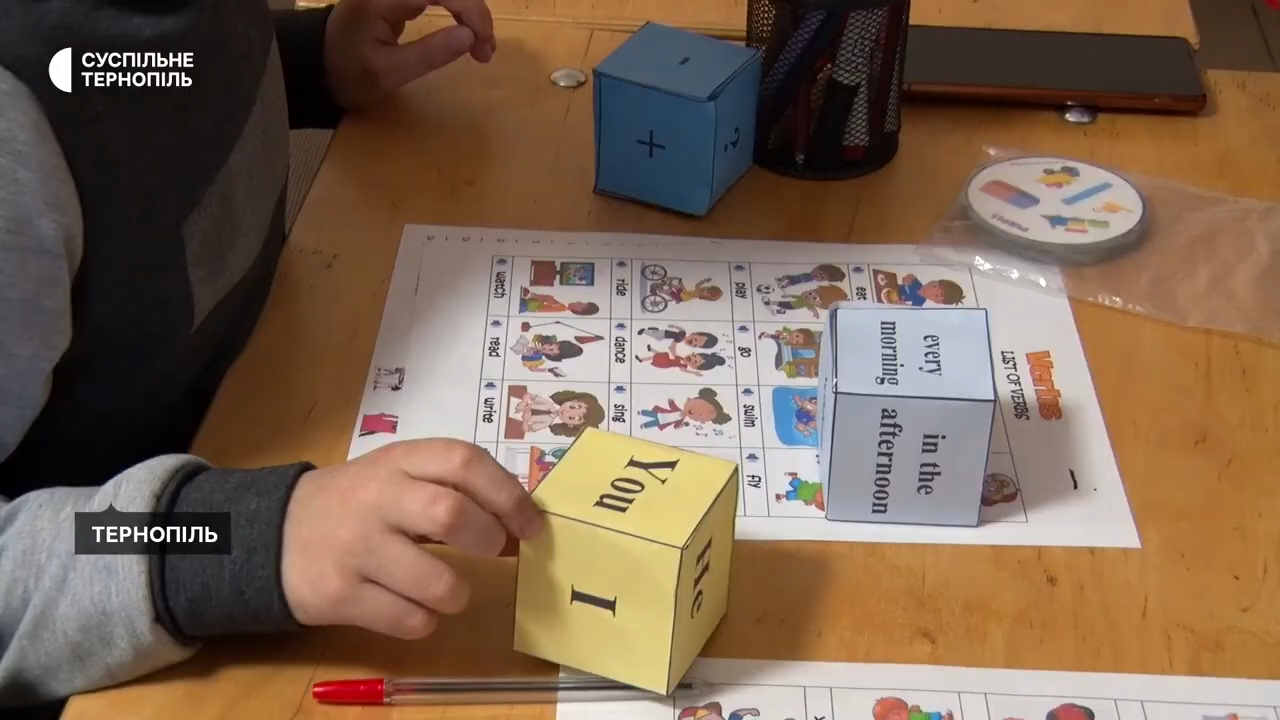 СУСПІЛЬНЕ
ТЕРНОПІЛЬ
-
+
?
Verbs
LIST OF VERBS
eat
play
ride
watch
go
dance
read
swim
sing
write
fly
every
morning
in the
afternoon
You
I
He
ТЕРНОПІЛЬ